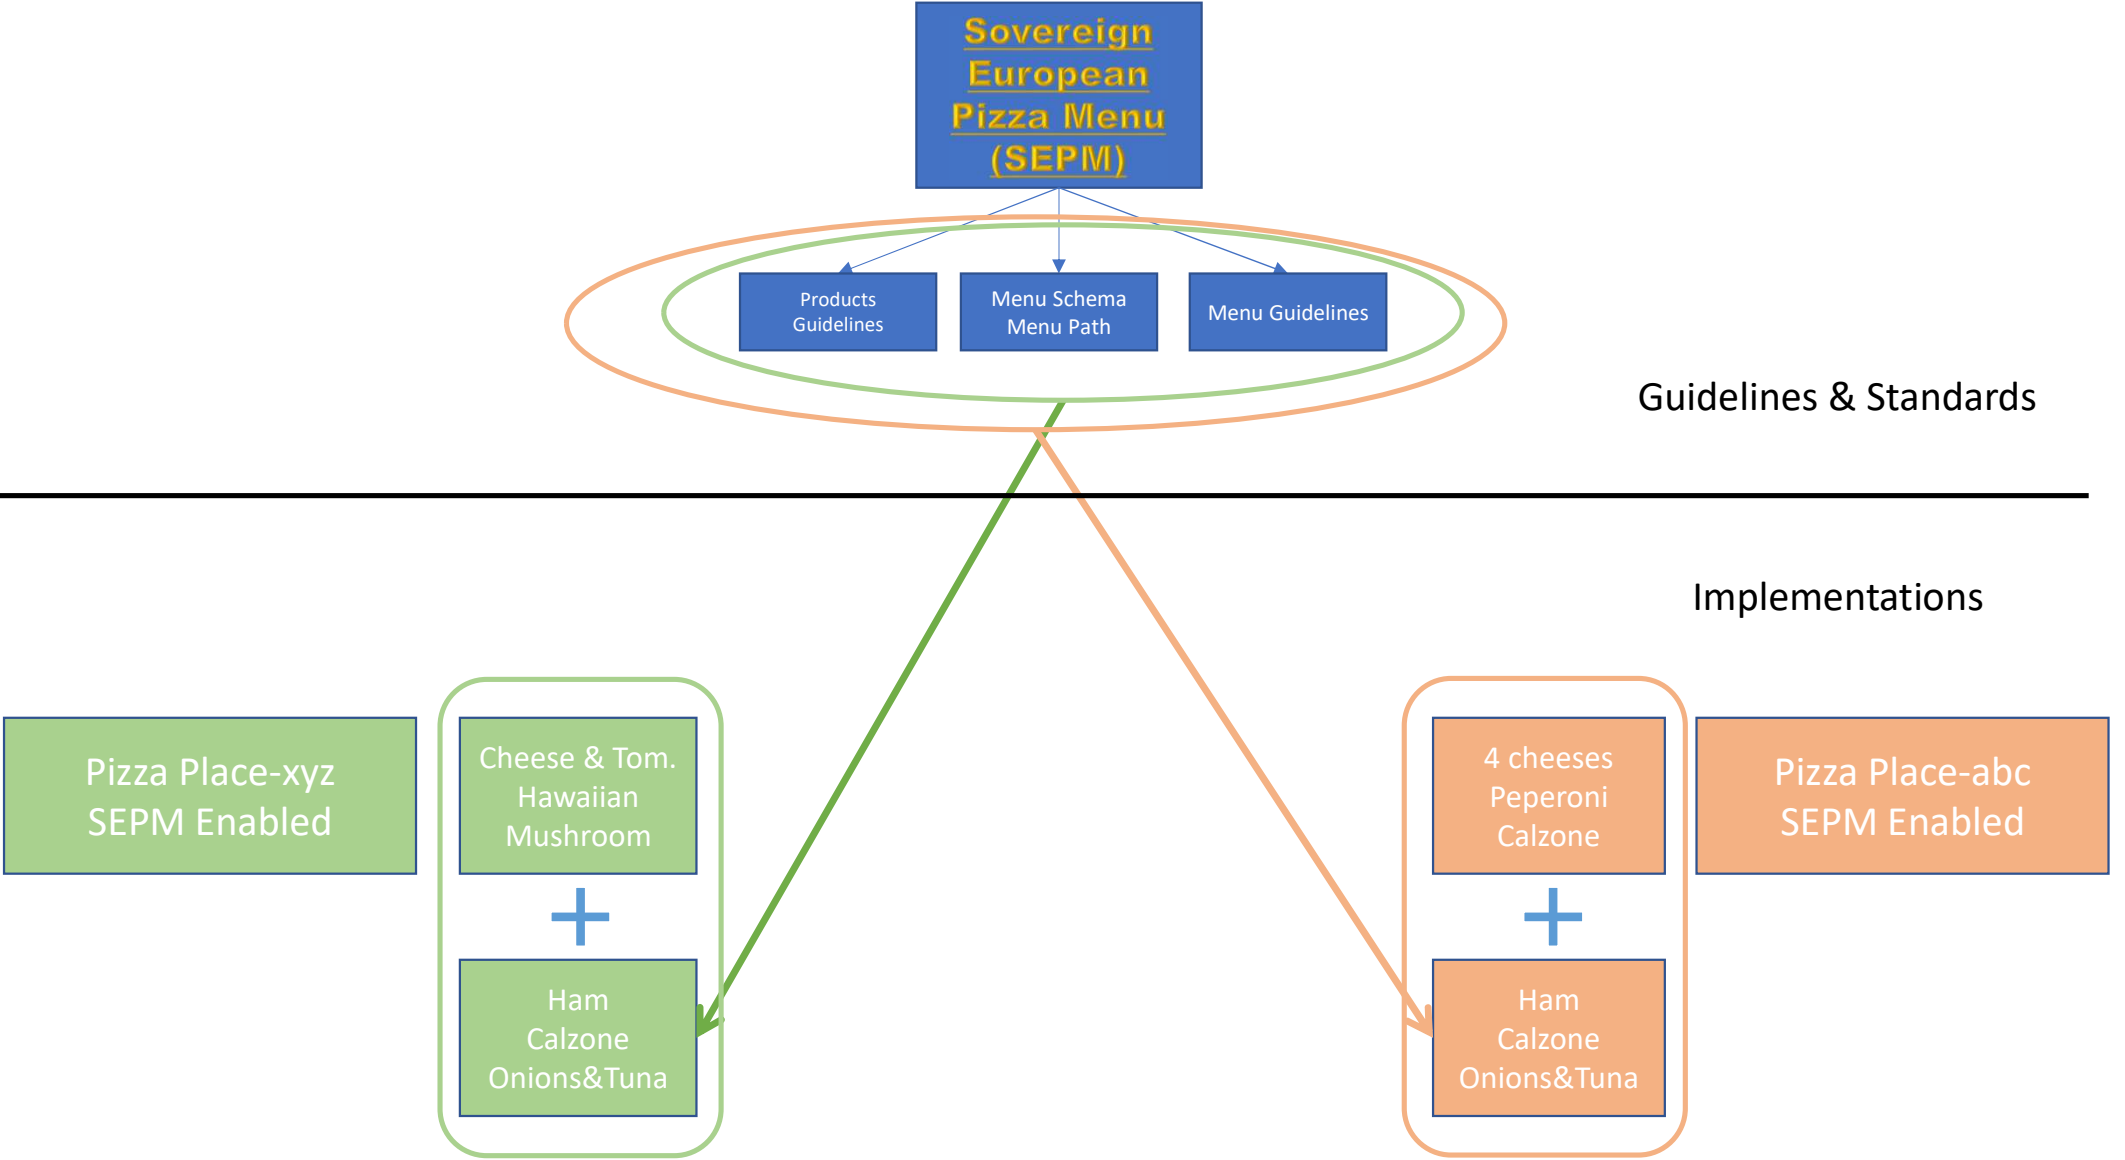 Sovereign
European
Pizza Menu
(SEPM)
Products
Guidelines
Menu Schema
Menu Path
Menu Guidelines
Guidelines & Standards
Implementations
Pizza Place-xyz
SEPM Enabled
Cheese & Tom.
Hawaiian
Mushroom
Ham
Calzone
Onions&Tuna
4 cheeses
Peperoni
Calzone
Ham
Calzone
Onions&Tuna
Pizza Place-abc
SEPM Enabled